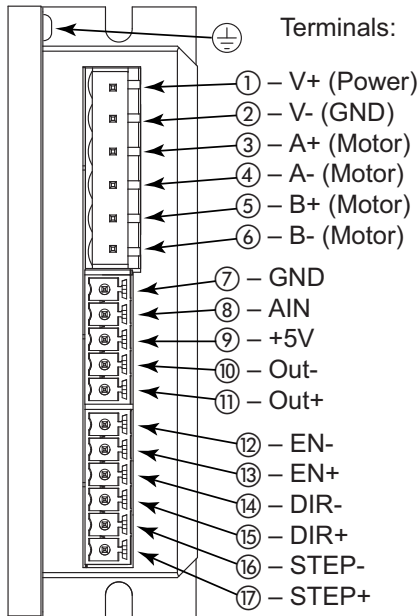 Terminals:
① – V+ (Power)
② – V- (GND)
③ – A+ (Motor)
④ – A- (Motor)
⑤ – B+ (Motor)
⑥ – B- (Motor)
⑦ – GND
⑧ – AIN
⑨ – +5V
⑩ – Out-
⑪ – Out+
⑫ – EN-
⑬ – EN+
⑭ – DIR-
⑮ – DIR+
⑯ – STEP-
⑰ – STEP+